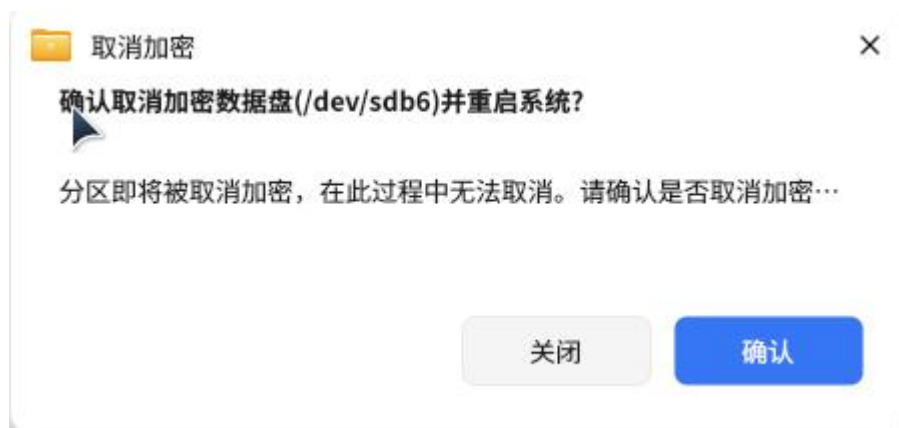 取消加密
确认取消加密数据盘(/dev/sdb6)并重启系统?
分区即将被取消加密，在此过程中无法取消。请确认是否取消加密…
关闭
确认